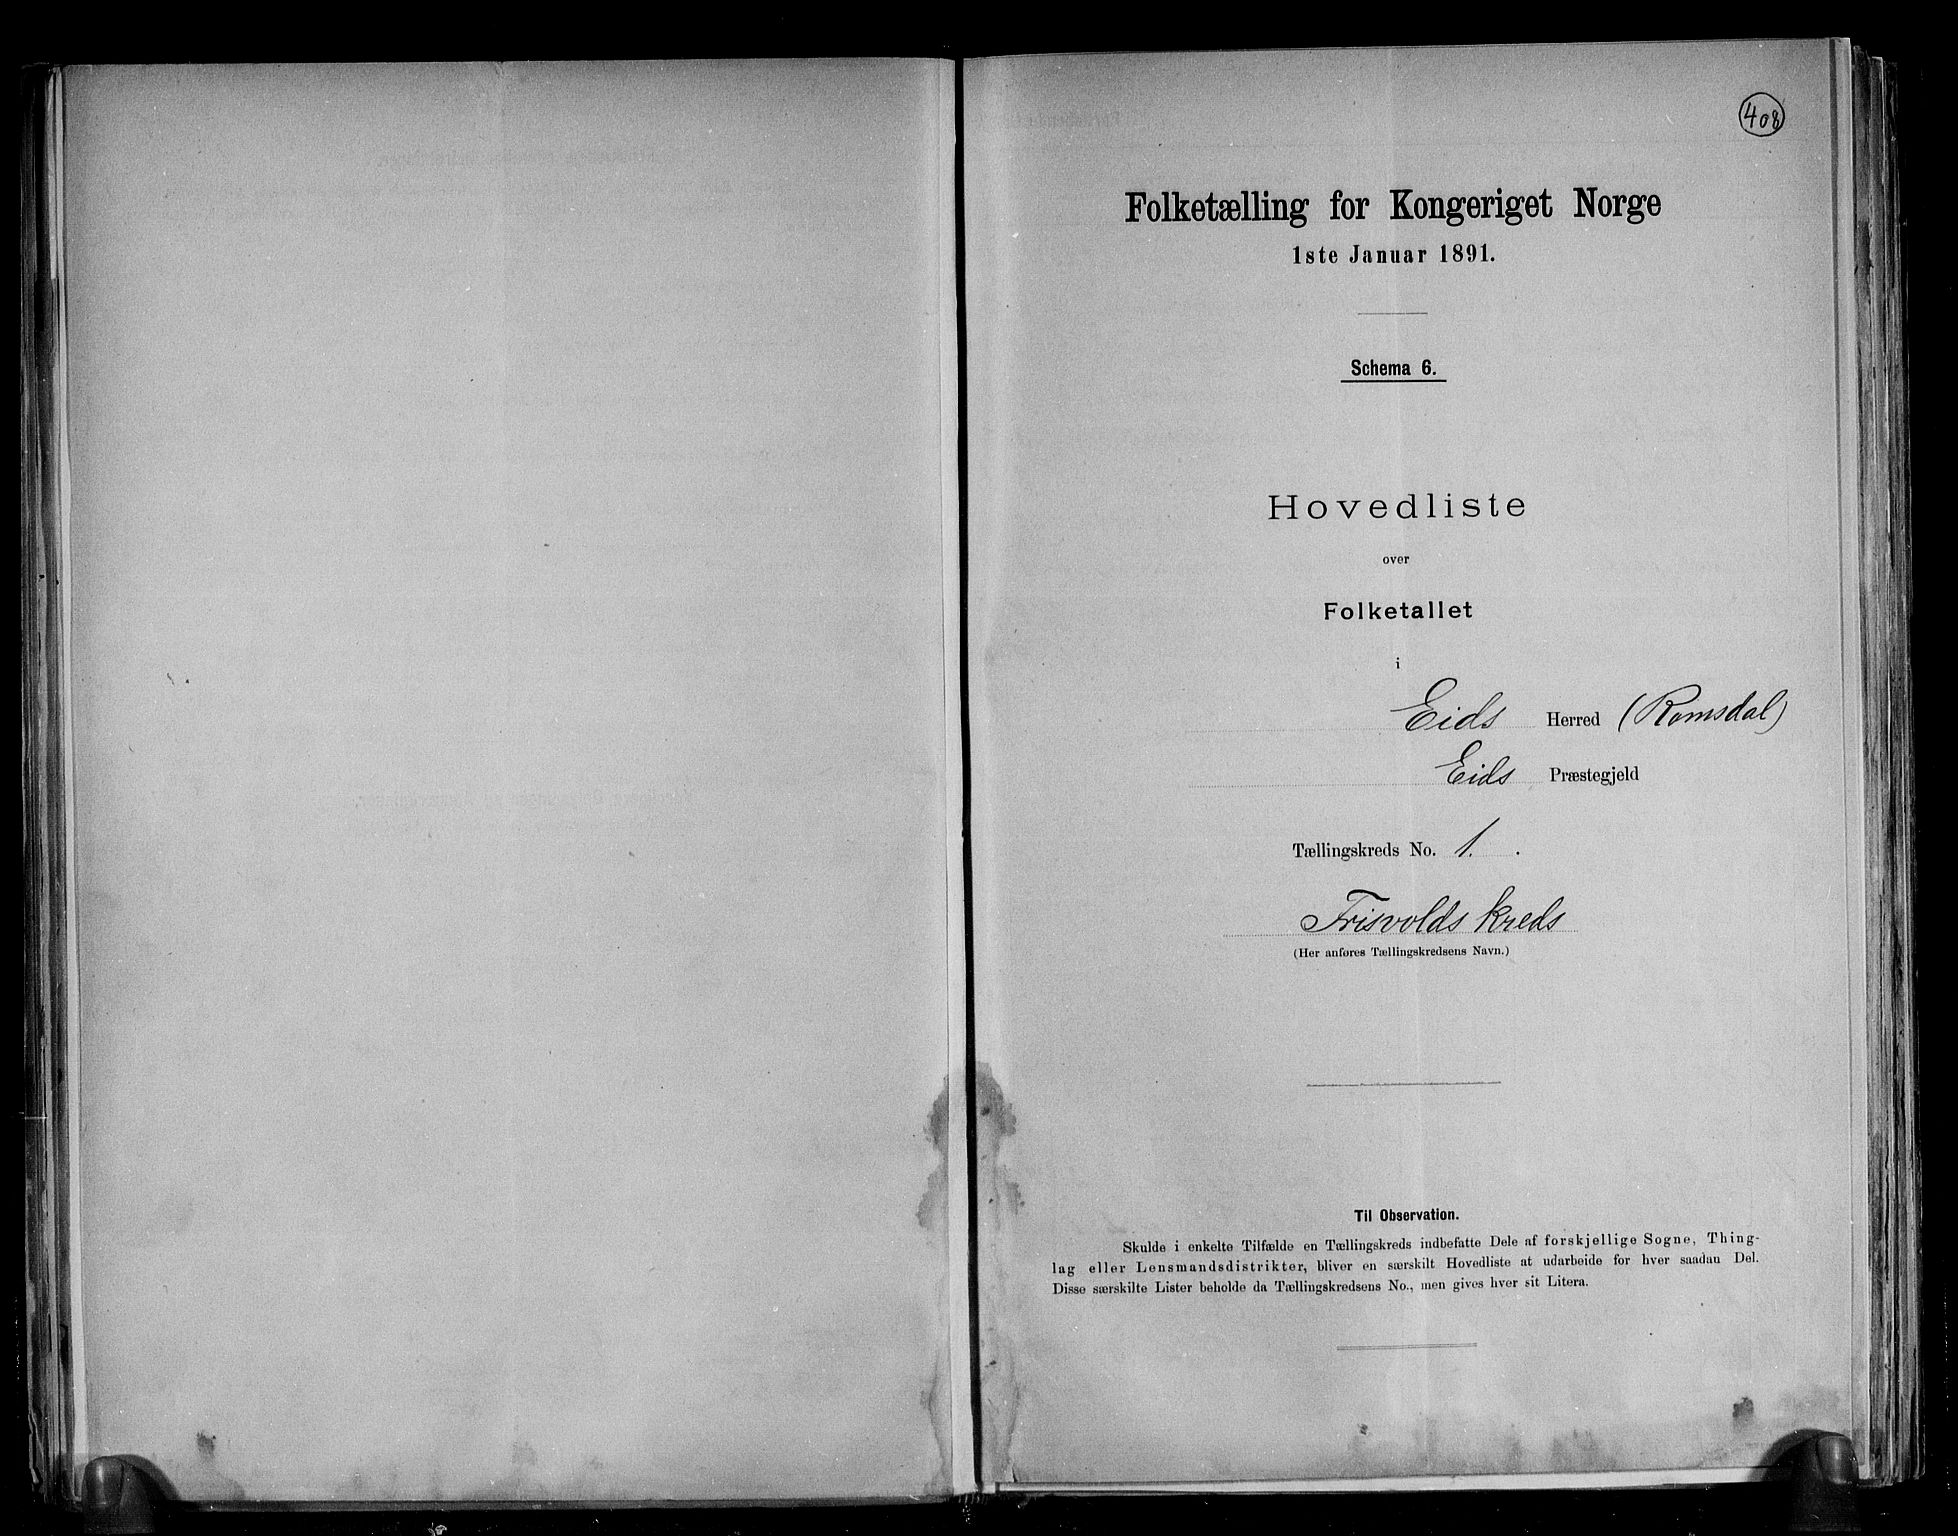 408
Folketælling for Kongeriget Norge
1ste Januar 1891.
Schema 6.
Hovedliste
over
Folketallet
i
Eids Herred (Romsdal)
Eids Præstegjeld
Tællingskreds No. 1.
Frisvolds kreds
(Her anføres Tællingskredsens Navn.)
Til Observation.
Skulde i enkelte Tilfælde en Tællingskreds indbefatte Dele af forskjellige Sogne, Thing-
lag eller Lensmandsdistrikter, bliver en særskilt Hovedliste at udarbeide for hver saadan Del.
Disse særskilte Lister beholde da Tællingskredsens No., men gives hver sit Litera.